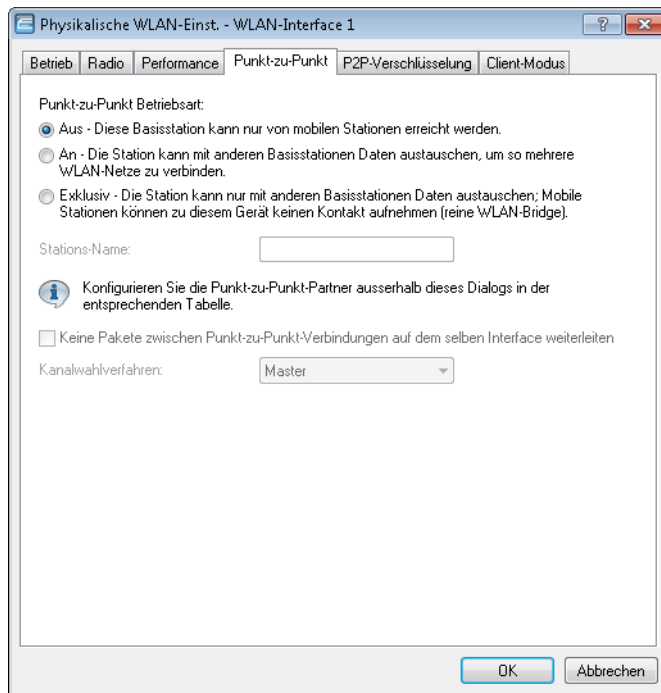 Physikalische WLAN-Einst. - WLAN-Interface 1
Betrieb
Radio
Performance
Punkt-zu-Punkt
P2P-Verschlüsselung
Client-Modus
Punkt-zu-Punkt Betriebsart:
Aus - Diese Basisstation kann nur von mobilen Stationen erreicht werden.
An - Die Station kann mit anderen Basisstationen Daten austauschen, um so mehrere
WLAN-Netze zu verbinden.
Exklusiv - Die Station kann nur mit anderen Basisstationen Daten austauschen; Mobile
Stationen können zu diesem Gerät keinen Kontakt aufnehmen (reine WLAN-Bridge).
Stations-Name:
Konfigurieren Sie die Punkt-zu-Punkt-Partner ausserhalb dieses Dialogs in der
entsprechenden Tabelle.
Keine Pakete zwischen Punkt-zu-Punkt-Verbindungen auf dem selben Interface weiterleiten
Kanalwahlverfahren:
Master
OK
Abbrechen